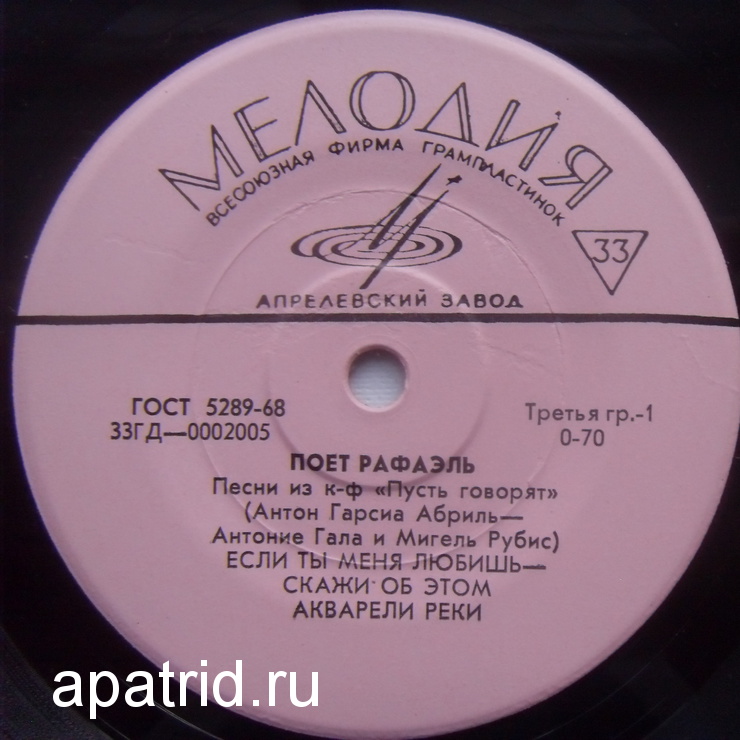 МЕЛОДИЯ
ВСЕСОЮЗНАЯ ФИРМА ГРАМПЛАСТИНОК
33
АПРЕЛЕВСКИЙ ЗАВОД
ГОСТ 5289-68
33ГД—0002005
Третья гр.-1
0-70
ПОЕТ РАФАЭЛЬ
Песни из к-ф «Пусть говорят»
(Антон Гарсиа Абриль—
Антоние Гала и Мигель Рубис)
ЕСЛИ ТЫ МЕНЯ ЛЮБИШЬ—
СКАЖИ ОБ ЭТОМ
АКВАРЕЛИ РЕКИ
apatrid.ru